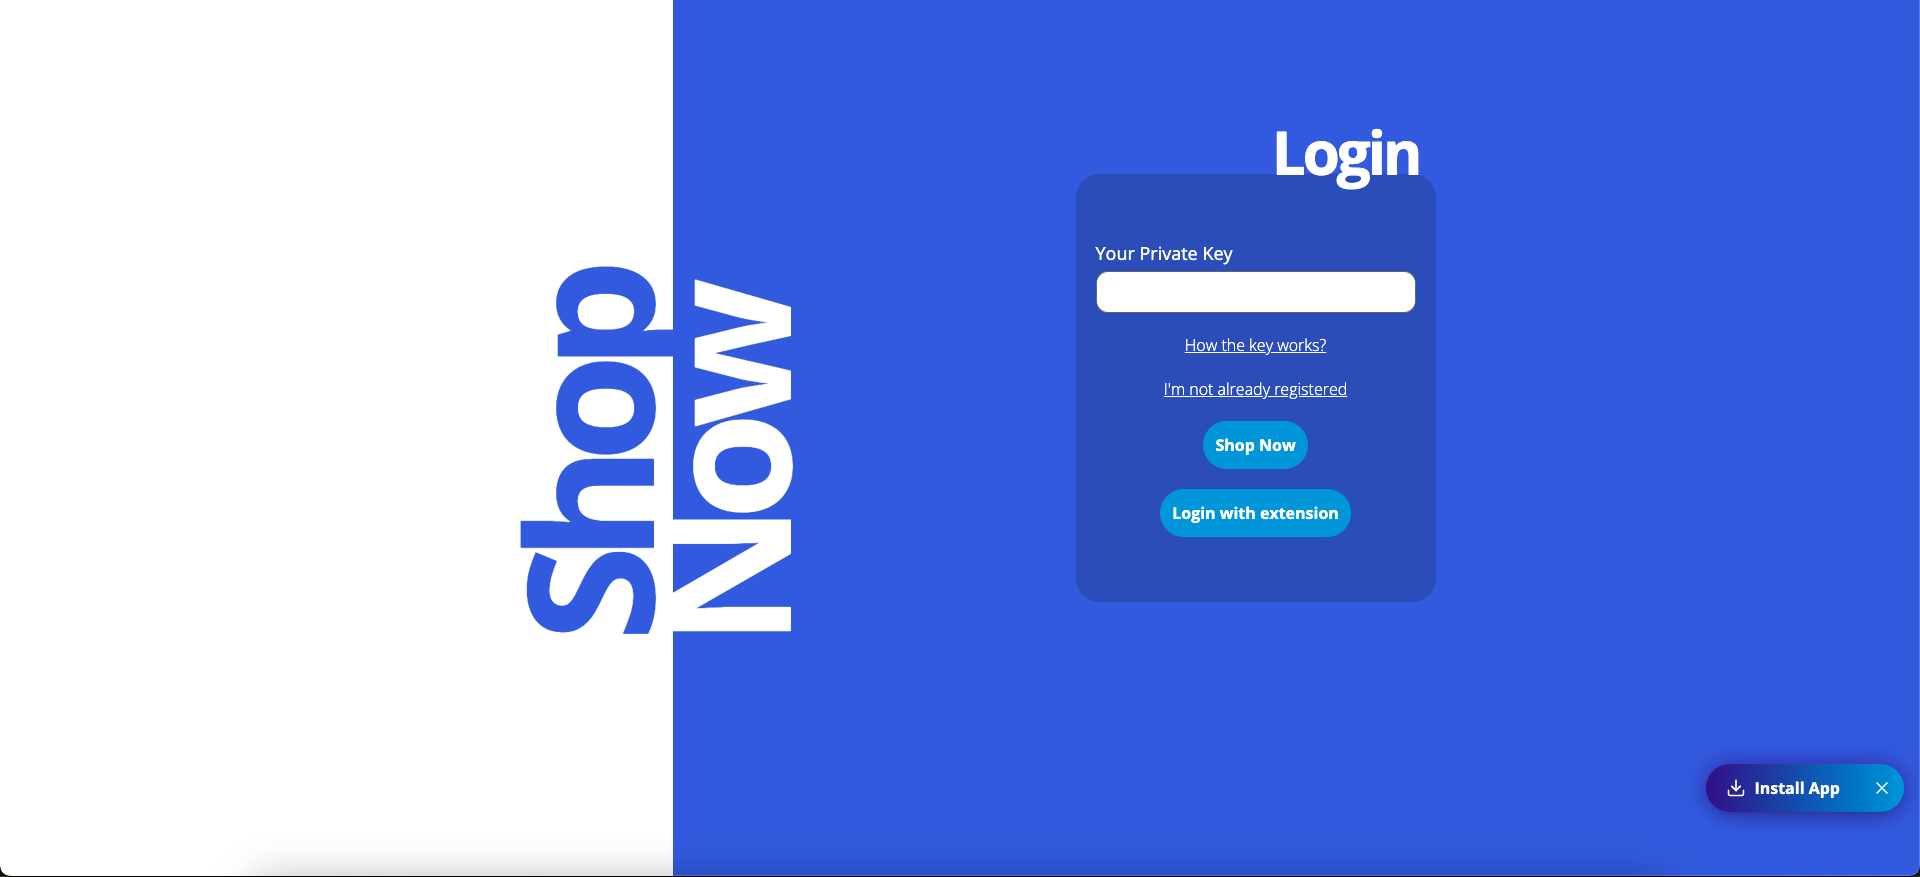 Shop
Now
Login
Your Private Key
How the key works?
I'm not already registered
Shop Now
Login with extension
Install App